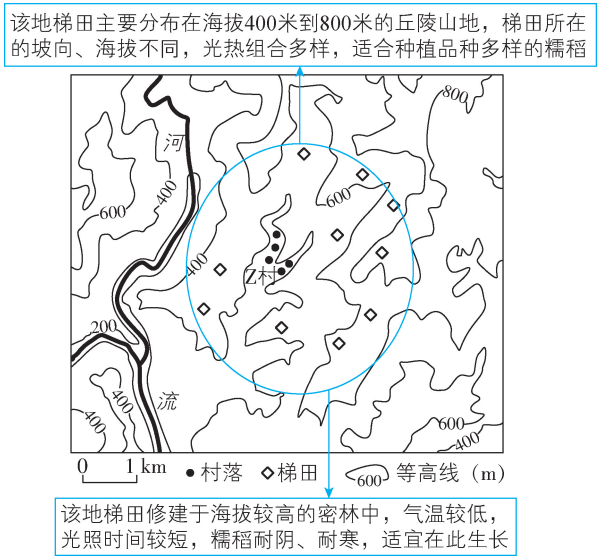 该地梯田主要分布在海拔400米到800米的丘陵山地，梯田所在
的坡向、海拔不同，光热组合多样，适合种植品种多样的糯稻
800
河
400
600
600
400
Z村
200
400
400
流
600
400
0 1 km 村落 梯田 600 等高线（m）
该地梯田修建于海拔较高的密林中，气温较低，
光照时间较短，糯稻耐阴、耐寒，适宜在此生长